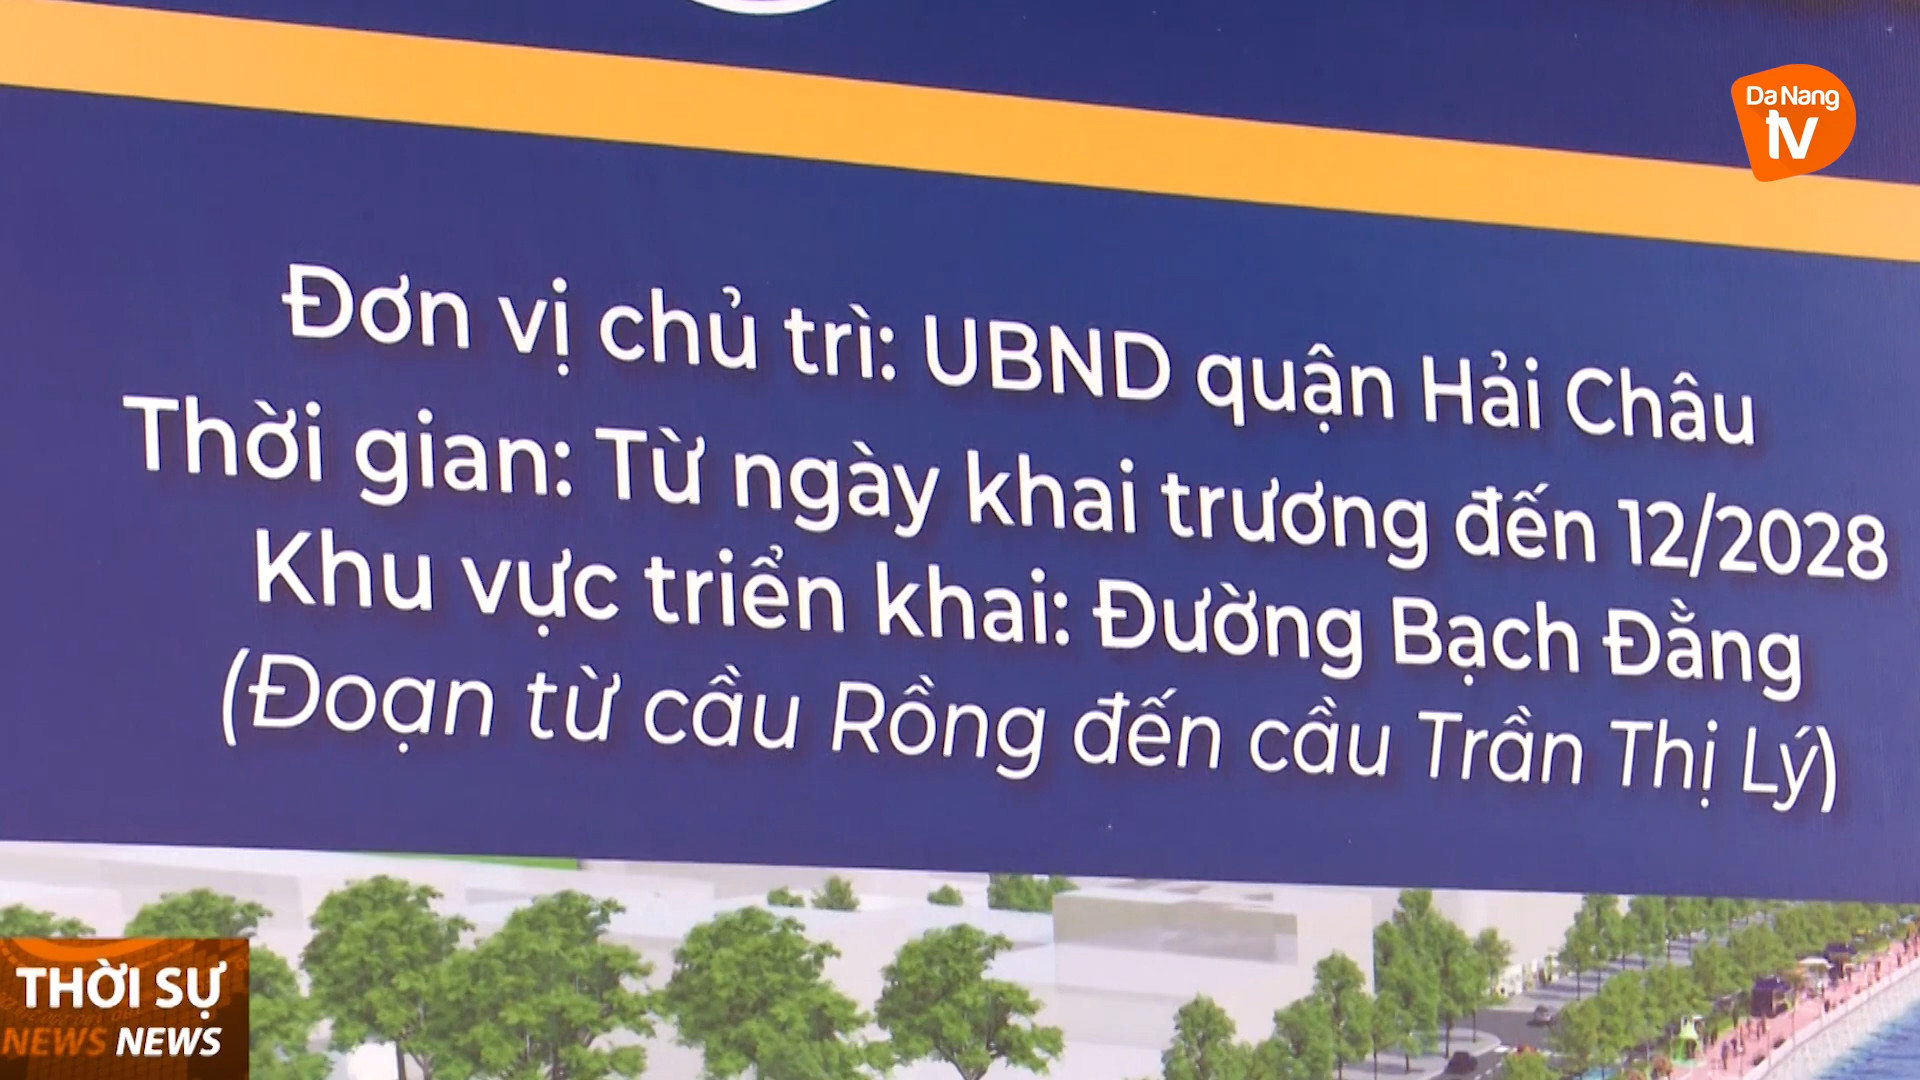 Da Nang
tv
Đơn vị chủ trì: UBND quận Hải Châu
Thời gian: Từ ngày khai trương đến 12/2028
Khu vực triển khai: Đường Bạch Đằng
(Đoạn từ cầu Rồng đến cầu Trần Thị Lý)
THỜI SỰ
NEWS NEWS